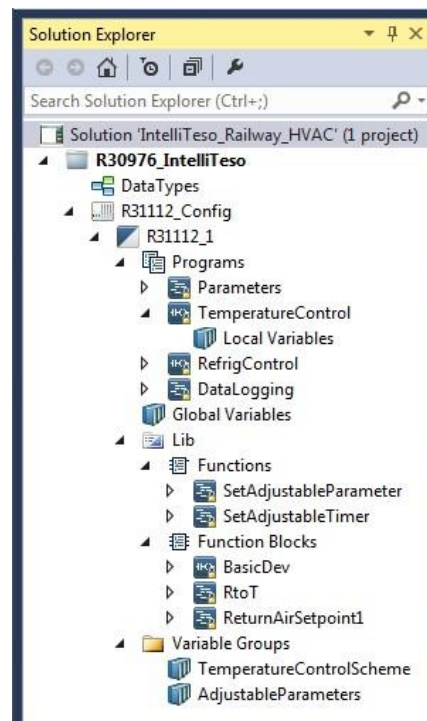 Solution Explorer
Search Solution Explorer (Ctrl+;)
Solution 'IntelliTeso_Railway_HVAC' (1 project)
R30976_IntelliTeso
DataTypes
R31112_Config
R31112_1
Programs
Parameters
TemperatureControl
Local Variables
RefrigControl
DataLogging
Global Variables
Lib
Functions
SetAdjustableParameter
SetAdjustableTimer
Function Blocks
BasicDev
RtoT
ReturnAirSetpoint1
Variable Groups
TemperatureControlScheme
AdjustableParameters